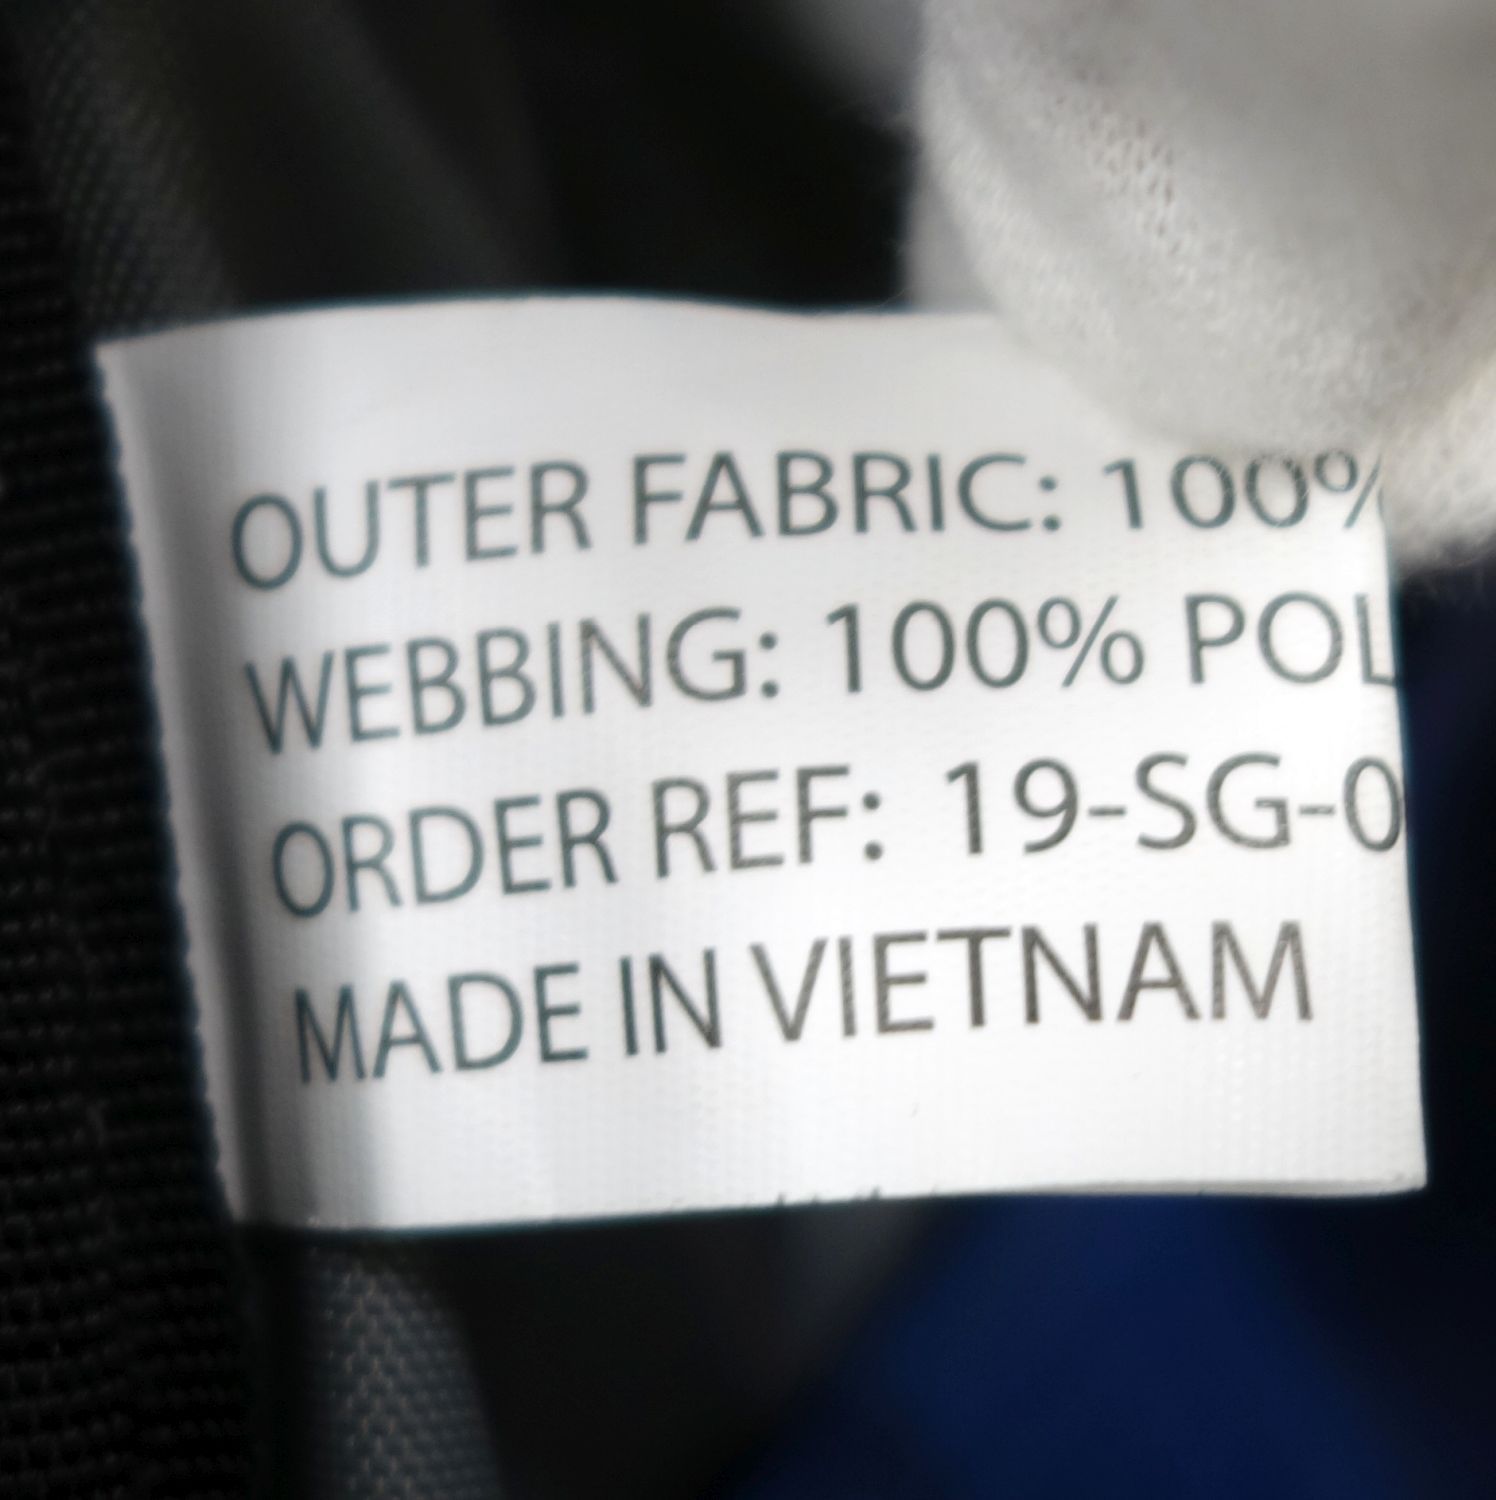 OUTER FABRIC: 100%
WEBBING: 100% POL
ORDER REF: 19-SG-0
MADE IN VIETNAM